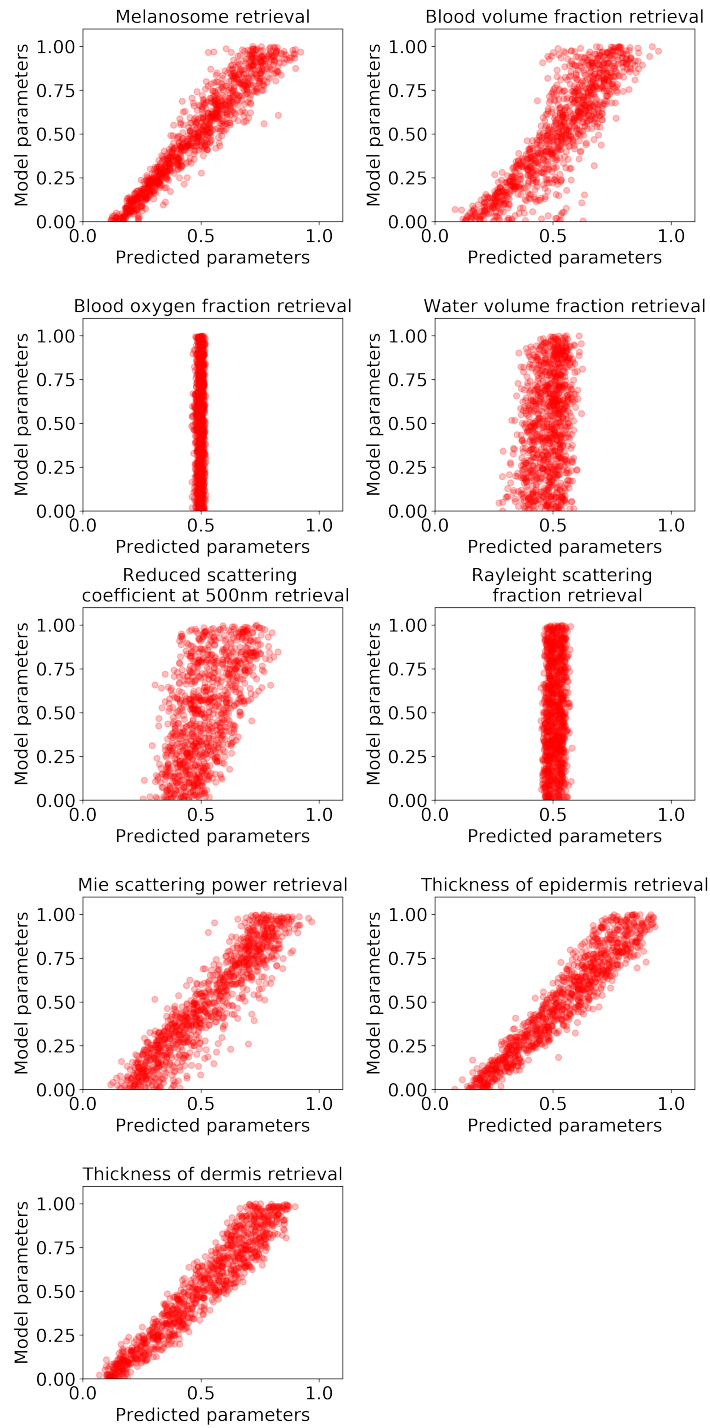 Melanosome retrieval
1.00
0.75
0.50
0.25
0.00
Model parameters
0.0 0.5 1.0
Predicted parameters
Blood volume fraction retrieval
1.00
0.75
0.50
0.25
0.00
Model parameters
0.0 0.5 1.0
Predicted parameters
Blood oxygen fraction retrieval
1.00
0.75
0.50
0.25
0.00
Model parameters
0.0 0.5 1.0
Predicted parameters
Water volume fraction retrieval
1.00
0.75
0.50
0.25
0.00
Model parameters
0.0 0.5 1.0
Predicted parameters
Reduced scattering
coefficient at 500nm retrieval
1.00
0.75
0.50
0.25
0.00
Model parameters
0.0 0.5 1.0
Predicted parameters
Rayleight scattering
fraction retrieval
1.00
0.75
0.50
0.25
0.00
Model parameters
0.0 0.5 1.0
Predicted parameters
Mie scattering power retrieval
1.00
0.75
0.50
0.25
0.00
Model parameters
0.0 0.5 1.0
Predicted parameters
Thickness of epidermis retrieval
1.00
0.75
0.50
0.25
0.00
Model parameters
0.0 0.5 1.0
Predicted parameters
Thickness of dermis retrieval
1.00
0.75
0.50
0.25
0.00
Model parameters
0.0 0.5 1.0
Predicted parameters